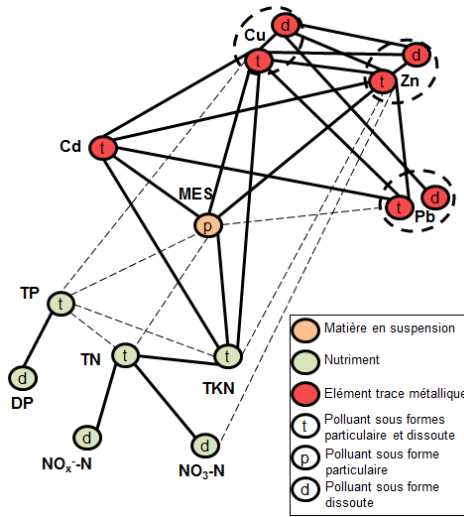 d
Cu
d
t
t
Zn
Cd
t
MES
t
d
Pb
p
TP
t
TN
t
t
TKN
d
DP
d
NOx⁻-N
d
NO3-N
Matière en suspension
Nutriment
Elément trace métallique
t
Polluant sous formes
particulaire et dissoute
p
Polluant sous forme
particulaire
d
Polluant sous forme
dissoute